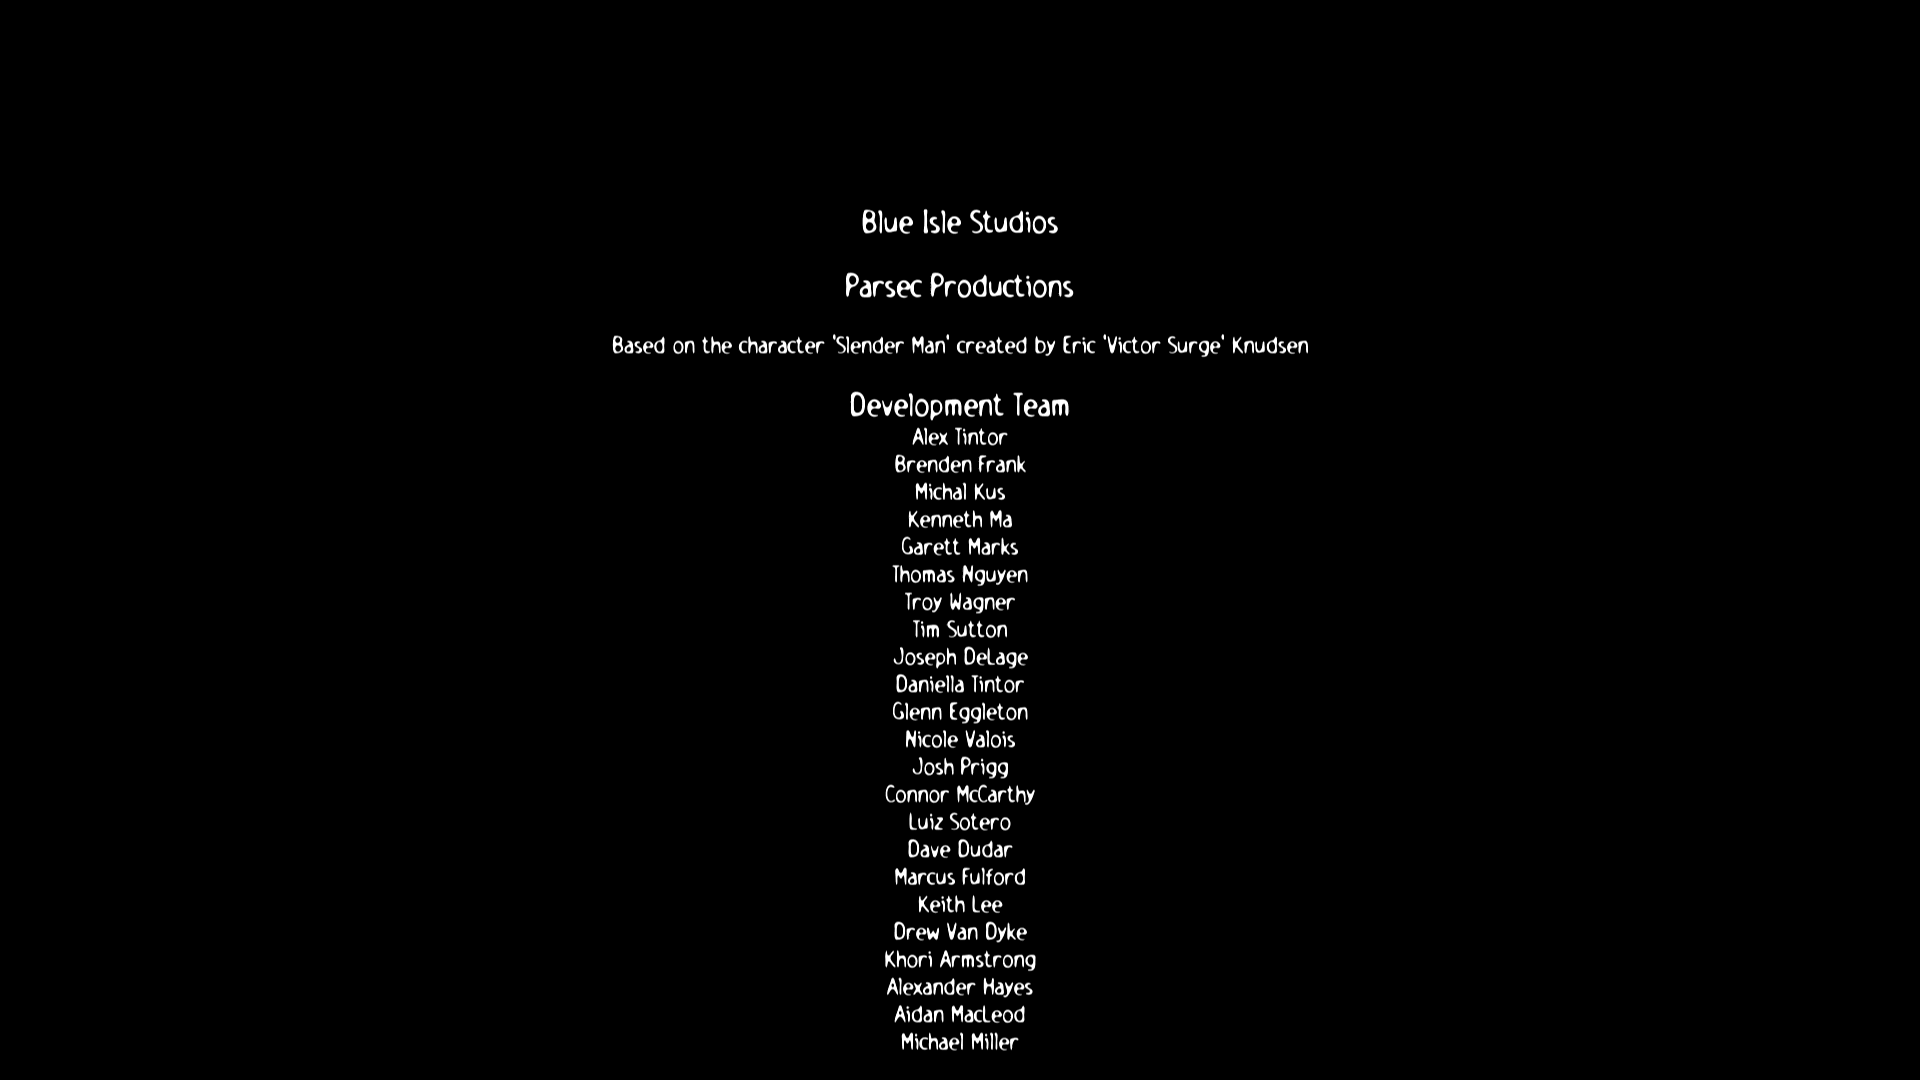 Blue Isle Studios
Parsec Productions
Based on the character 'Slender Man' created by Eric 'Victor Surge' Knudsen
Development Team
Alex Tintor
Brenden Frank
Michal Kus
Kenneth Ma
Garett Marks
Thomas Nguyen
Troy Wagner
Tim Sutton
Joseph DeLage
Daniella Tintor
Glenn Eggleton
Nicole Valois
Josh Prigg
Connor McCarthy
Luiz Sotero
Dave Dudar
Marcus Fulford
Keith Lee
Drew Van Dyke
Khori Armstrong
Alexander Hayes
Aidan MacLeod
Michael Miller